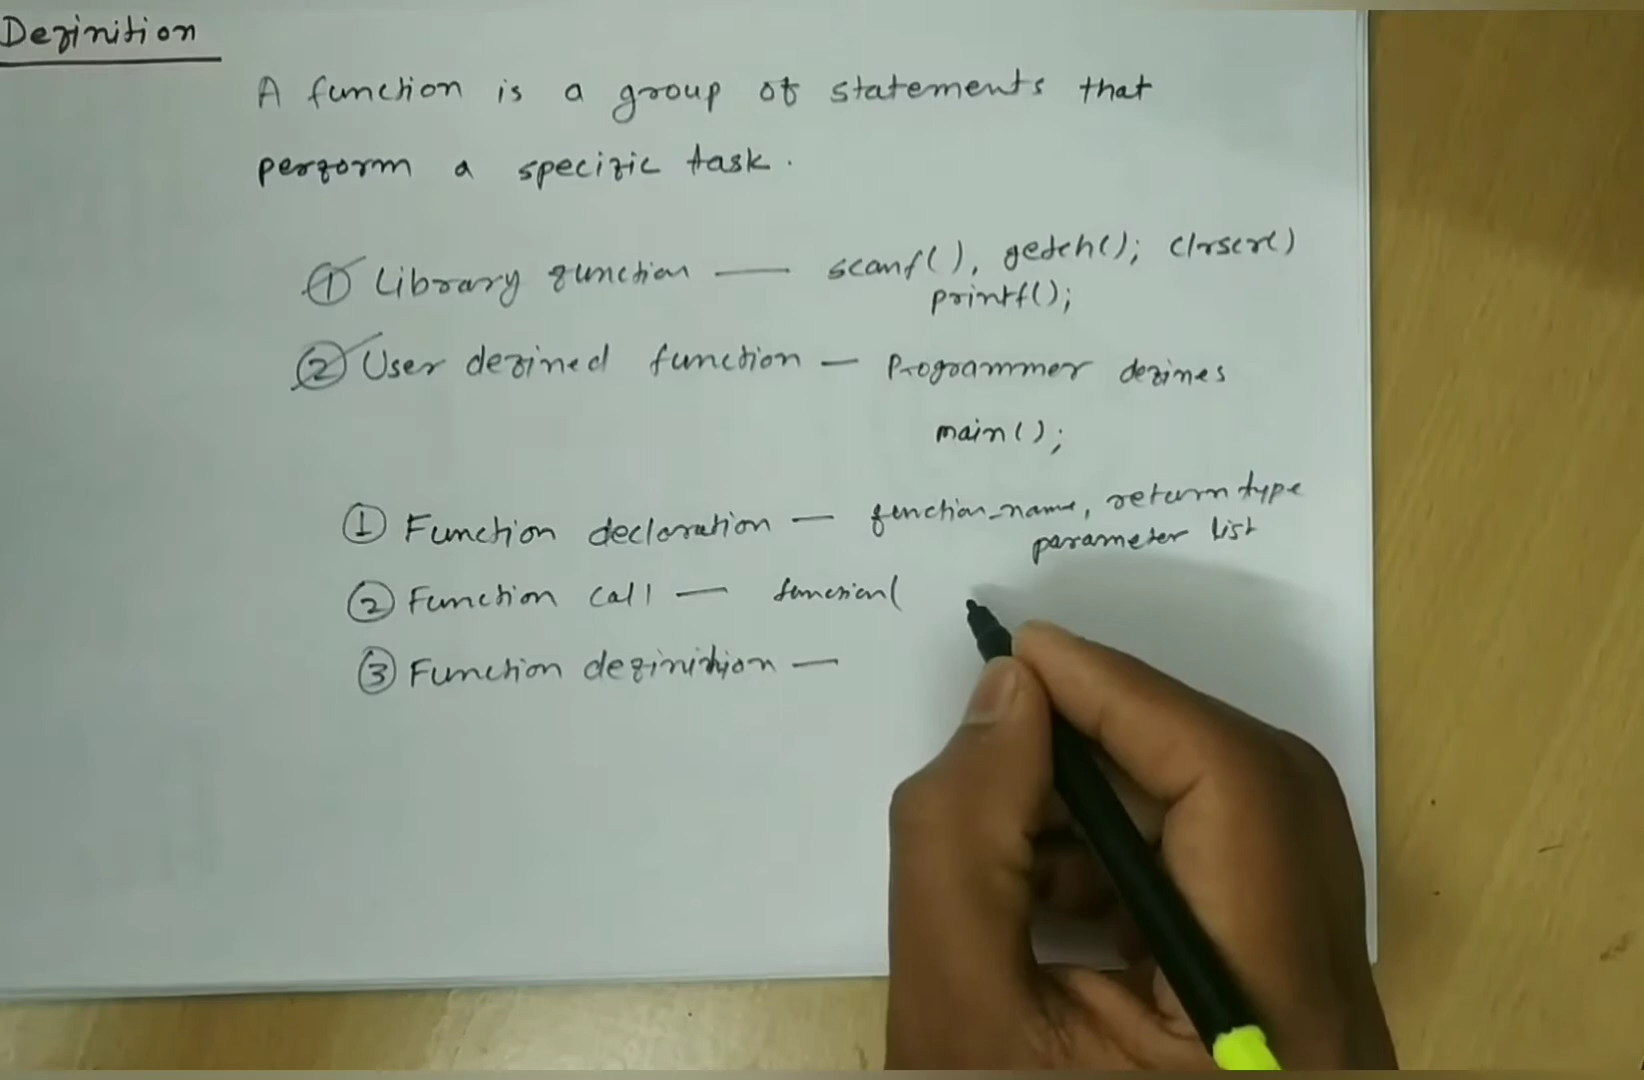 Definition
A function is a group of statements that
perform a specific task.
① Library function — scanf(), getch(); clrscr()
printf();
② User defined function — Programmer defines
main();
① Function declaration — function_name, return type
parameter list
② Function call — function(
③ Function definition —